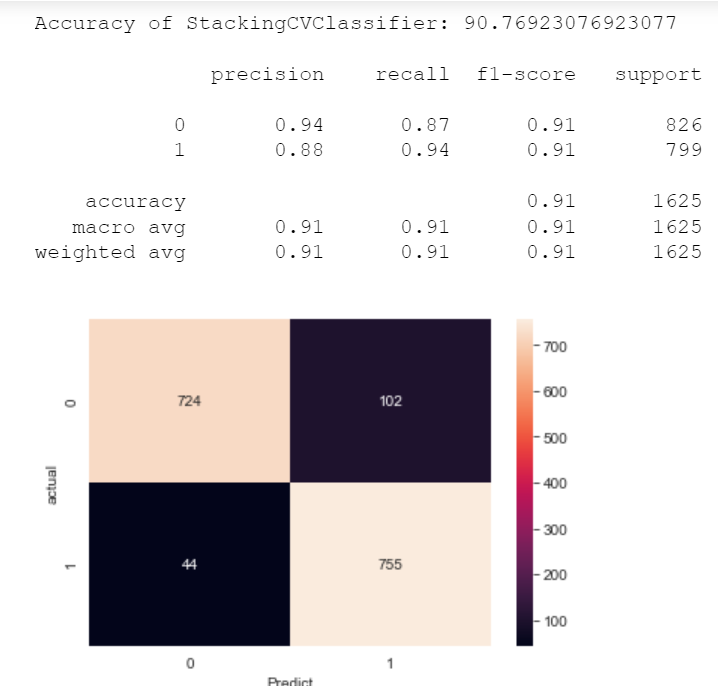 Accuracy of StackingCVClassifier: 90.76923076923077
precision recall f1-score support
0 0.94 0.87 0.91 826
1 0.88 0.94 0.91 799
accuracy 0.91 1625
macro avg 0.91 0.91 0.91 1625
weighted avg 0.91 0.91 0.91 1625
700
600
500
400
300
200
100
actual
0
724 102
1
44 755
0 1
Predict